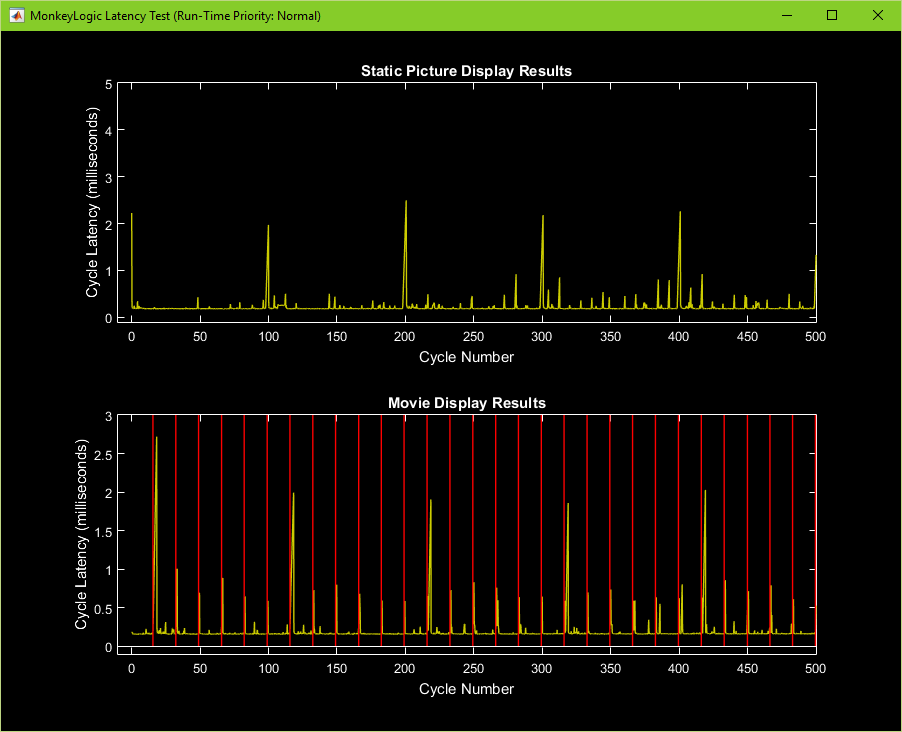 MonkeyLogic Latency Test (Run-Time Priority: Normal)
Static Picture Display Results
Cycle Latency (milliseconds)
5
4
3
2
1
0
0 50 100 150 200 250 300 350 400 450 500
Cycle Number
Movie Display Results
Cycle Latency (milliseconds)
3
2.5
2
1.5
1
0.5
0
0 50 100 150 200 250 300 350 400 450 500
Cycle Number